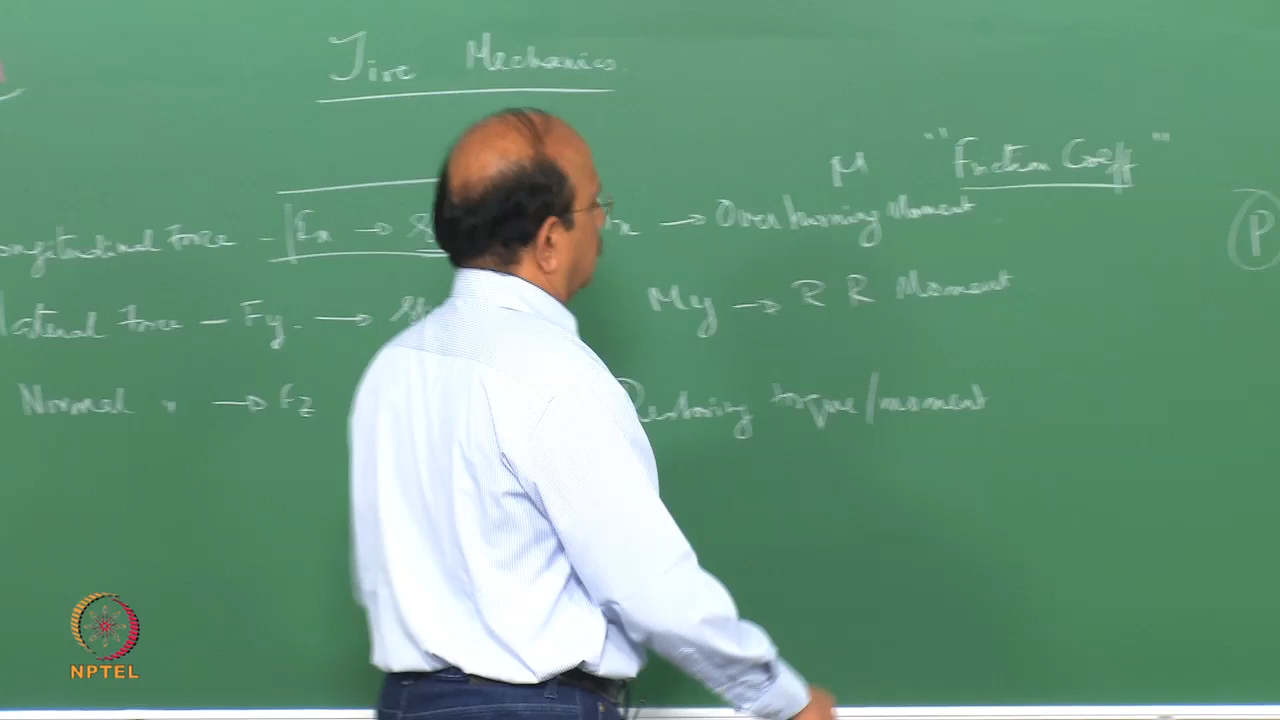 Tire Mechanics
μ "Friction Coeff"
ongitudinal Force - Fx → x → Overturning Moment
P
lateral Force - Fy. → My → R R Moment
Normal " → Fz Restoring torque/moment
NPTEL